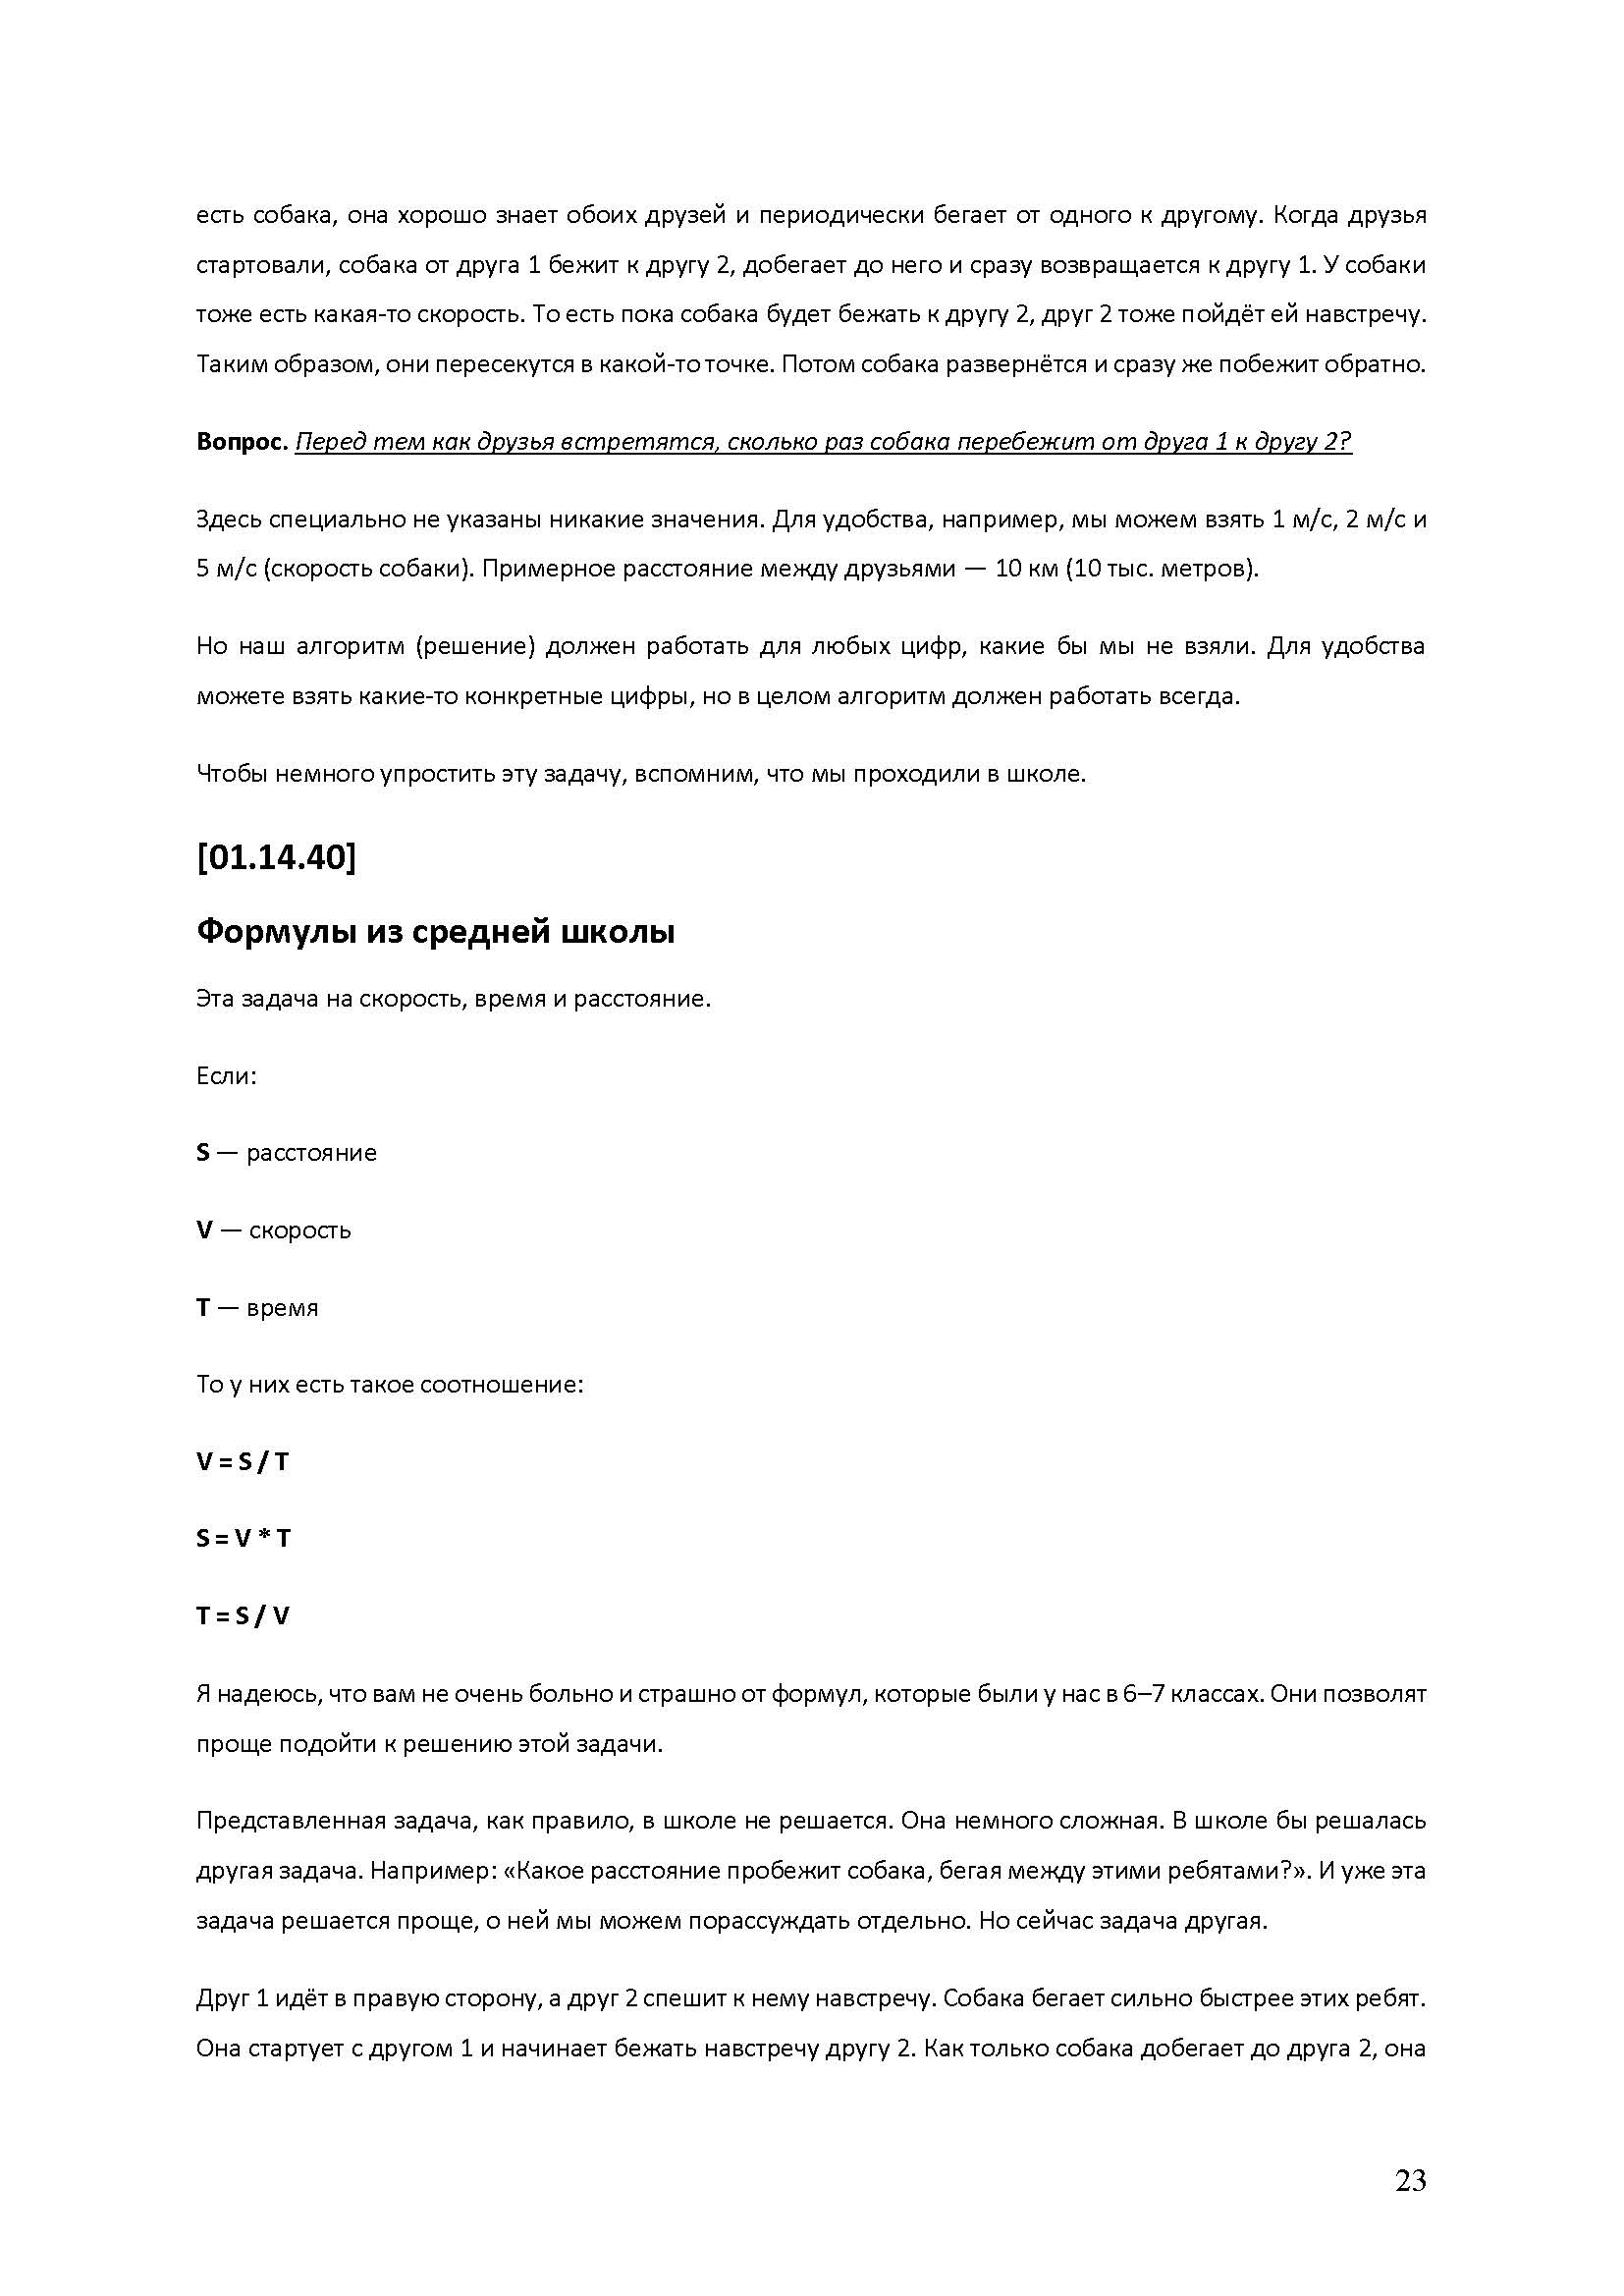 есть собака, она хорошо знает обоих друзей и периодически бегает от одного к другому. Когда друзья
стартовали, собака от друга 1 бежит к другу 2, добегает до него и сразу возвращается к другу 1. У собаки
тоже есть какая-то скорость. То есть пока собака будет бежать к другу 2, друг 2 тоже пойдёт ей навстречу.
Таким образом, они пересекутся в какой-то точке. Потом собака развернётся и сразу же побежит обратно.
Вопрос. Перед тем как друзья встретятся, сколько раз собака перебежит от друга 1 к другу 2?
Здесь специально не указаны никакие значения. Для удобства, например, мы можем взять 1 м/с, 2 м/с и
5 м/с (скорость собаки). Примерное расстояние между друзьями — 10 км (10 тыс. метров).
Но наш алгоритм (решение) должен работать для любых цифр, какие бы мы не взяли. Для удобства
можете взять какие-то конкретные цифры, но в целом алгоритм должен работать всегда.
Чтобы немного упростить эту задачу, вспомним, что мы проходили в школе.
[01.14.40]
Формулы из средней школы
Эта задача на скорость, время и расстояние.
Если:
S — расстояние
V — скорость
T — время
То у них есть такое соотношение:
V = S / T
S = V * T
T = S / V
Я надеюсь, что вам не очень больно и страшно от формул, которые были у нас в 6–7 классах. Они позволят
проще подойти к решению этой задачи.
Представленная задача, как правило, в школе не решается. Она немного сложная. В школе бы решалась
другая задача. Например: «Какое расстояние пробежит собака, бегая между этими ребятами?». И уже эта
задача решается проще, о ней мы можем порассуждать отдельно. Но сейчас задача другая.
Друг 1 идёт в правую сторону, а друг 2 спешит к нему навстречу. Собака бегает сильно быстрее этих ребят.
Она стартует с другом 1 и начинает бежать навстречу другу 2. Как только собака добегает до друга 2, она
23